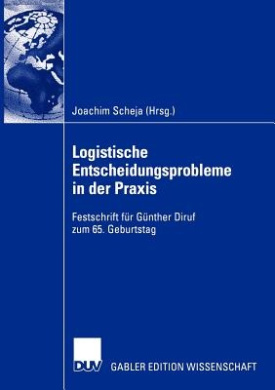 Joachim Scheja (Hrsg.)
Logistische
Entscheidungsprobleme
in der Praxis
Festschrift für Günther Diruf
zum 65. Geburtstag
DUV
GABLER EDITION WISSENSCHAFT